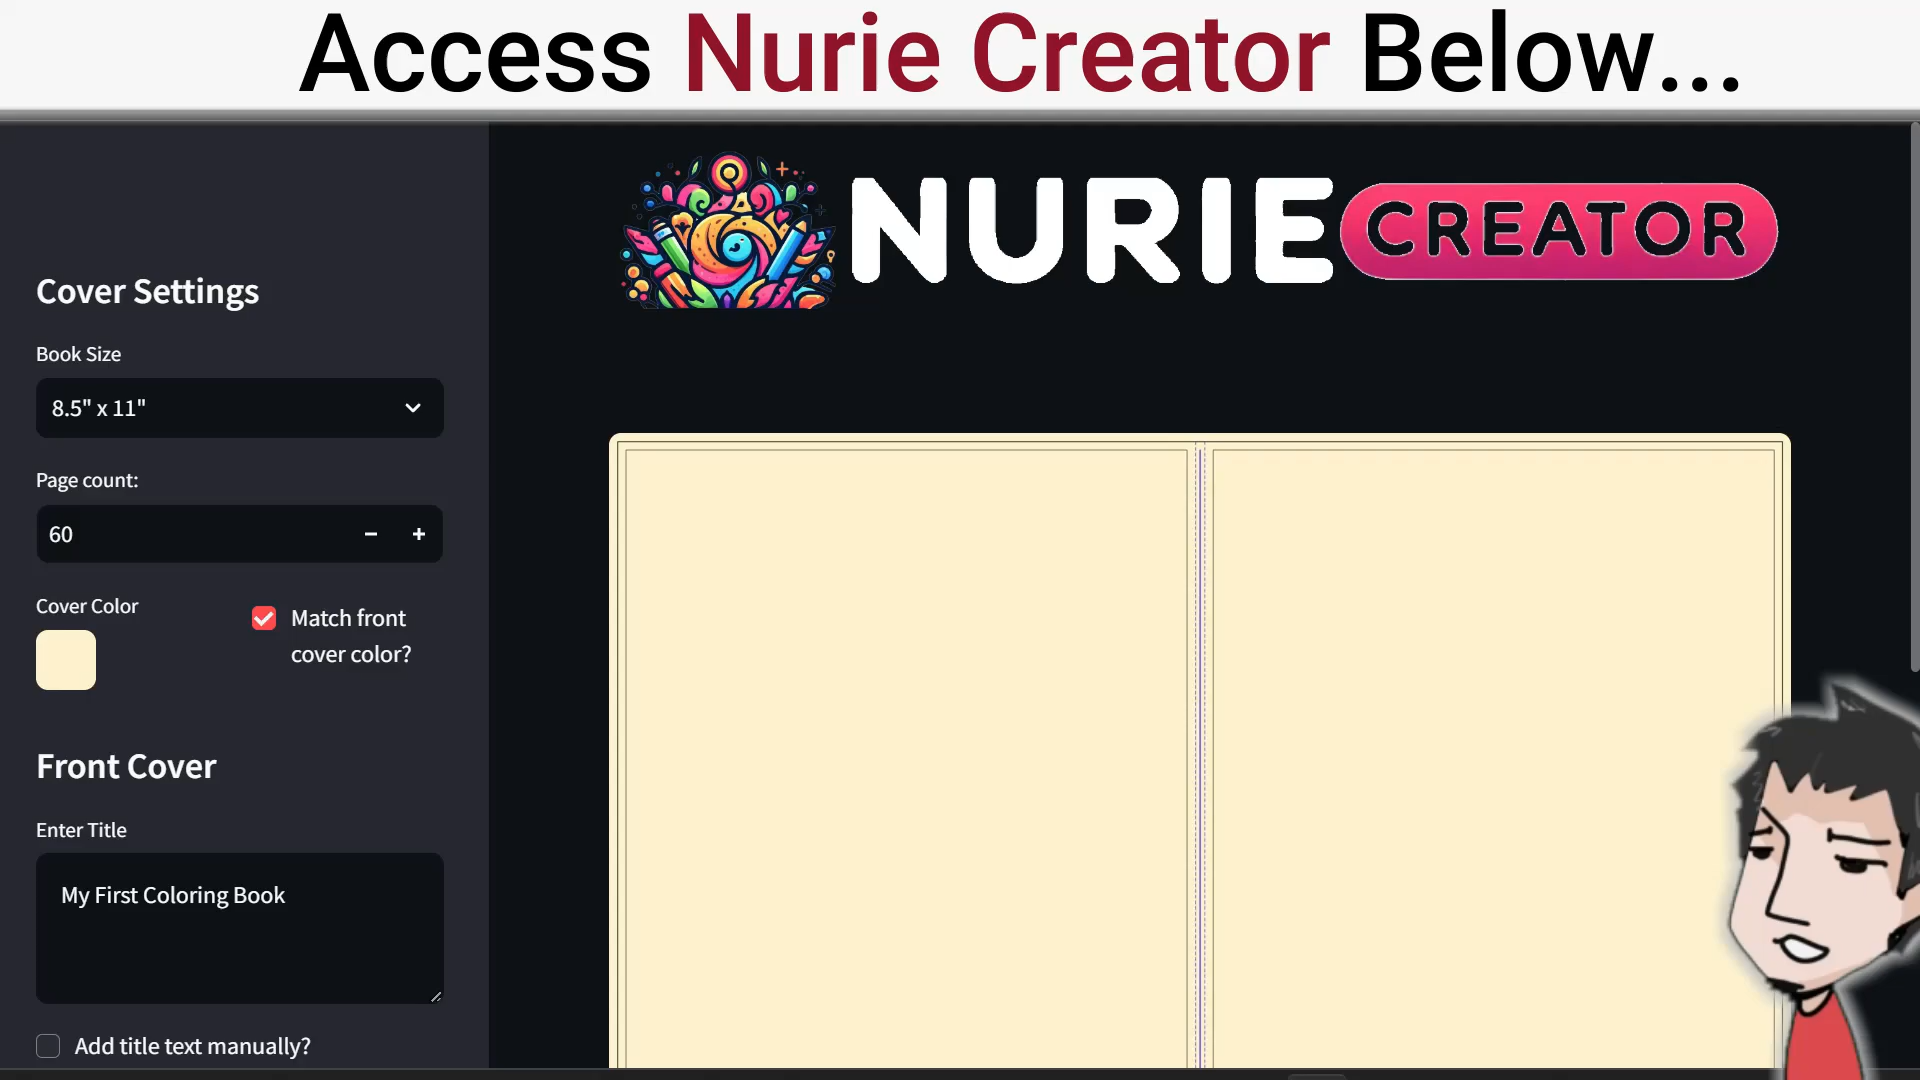 Access Nurie Creator Below...
NURIE CREATOR
Cover Settings
Book Size
8.5" x 11"
Page count:
60
Cover Color
Match front
cover color?
Front Cover
Enter Title
My First Coloring Book
Add title text manually?